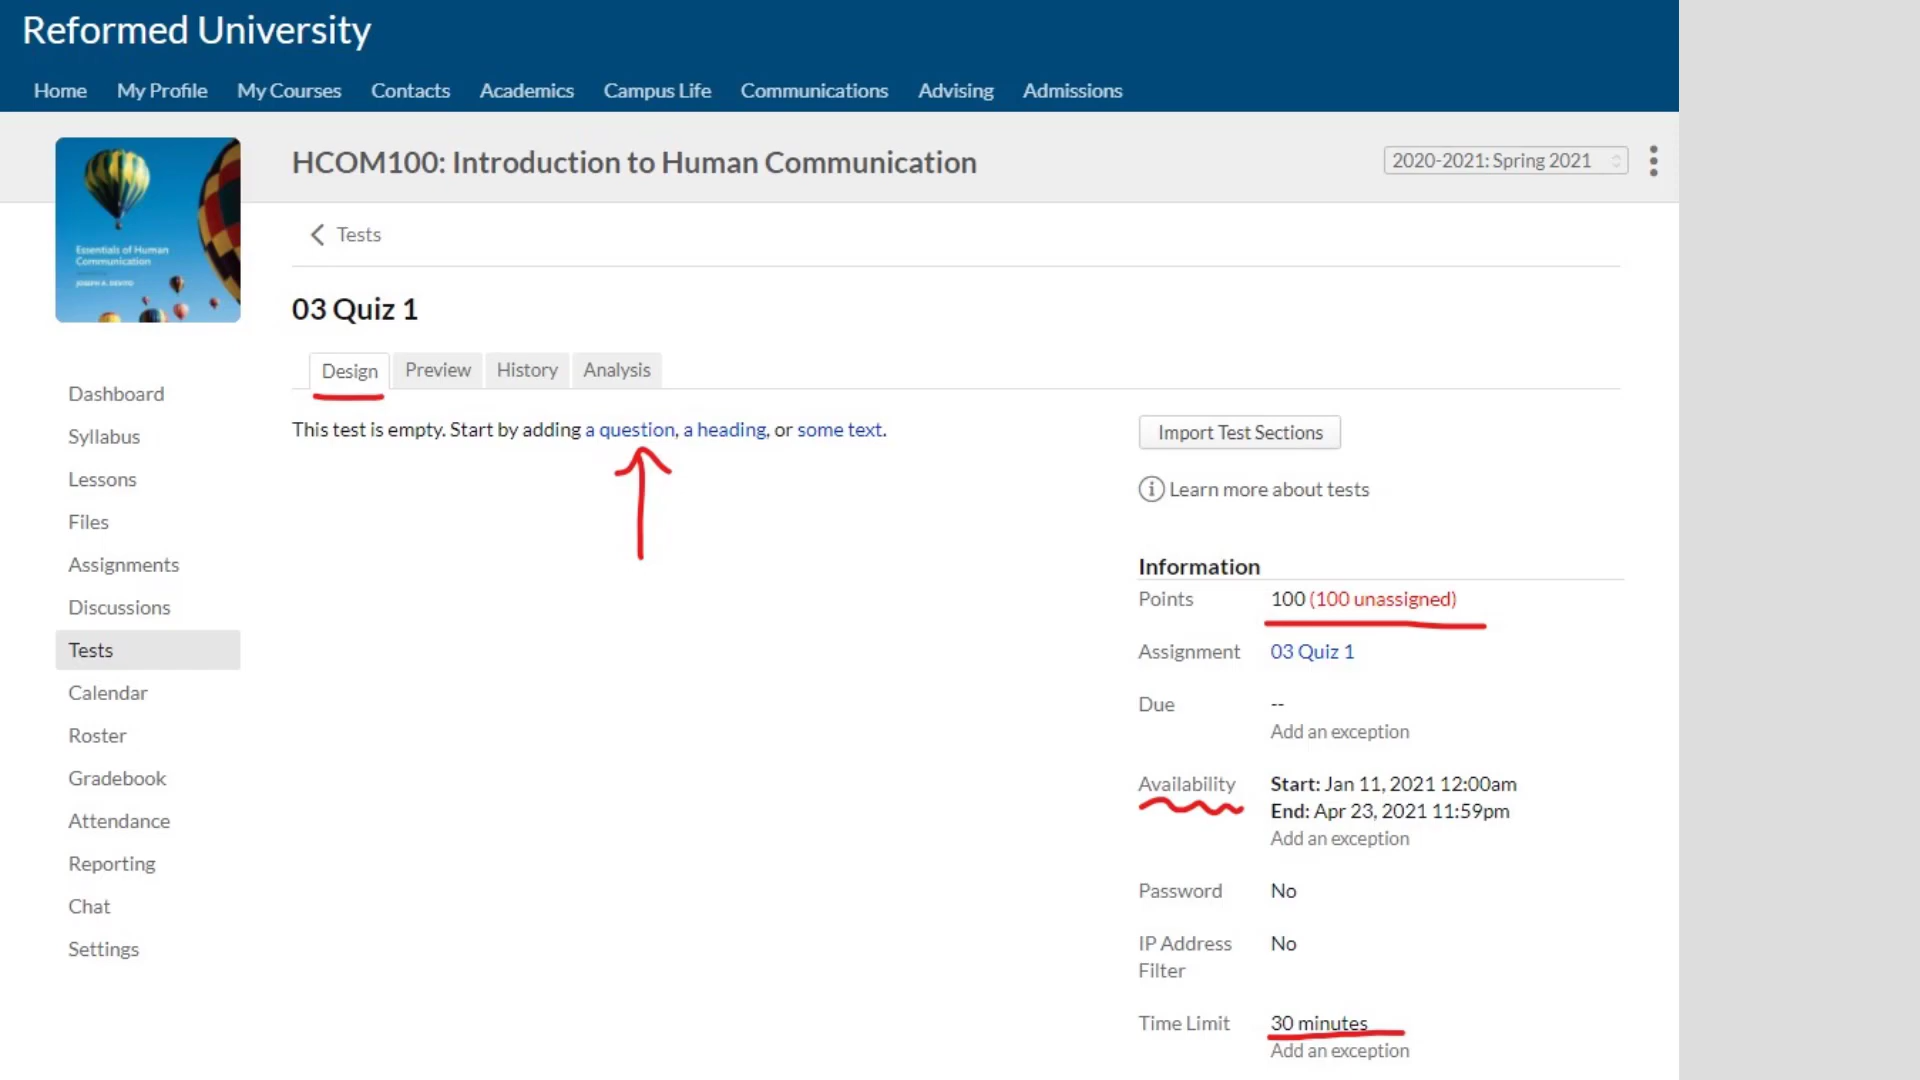 Reformed University
Home My Profile My Courses Contacts Academics Campus Life Communications Advising Admissions
HCOM100: Introduction to Human Communication
2020-2021: Spring 2021
Essentials of Human
Communication
JOSEPH A. DEVITO
Tests
03 Quiz 1
Design Preview History Analysis
This test is empty. Start by adding a question, a heading, or some text.
Dashboard
Syllabus
Lessons
Files
Assignments
Discussions
Tests
Calendar
Roster
Gradebook
Attendance
Reporting
Chat
Settings
Import Test Sections
Learn more about tests
Information
Points 100 (100 unassigned)
Assignment 03 Quiz 1
Due --
Add an exception
Availability Start: Jan 11, 2021 12:00am
End: Apr 23, 2021 11:59pm
Add an exception
Password No
IP Address No
Filter
Time Limit 30 minutes
Add an exception